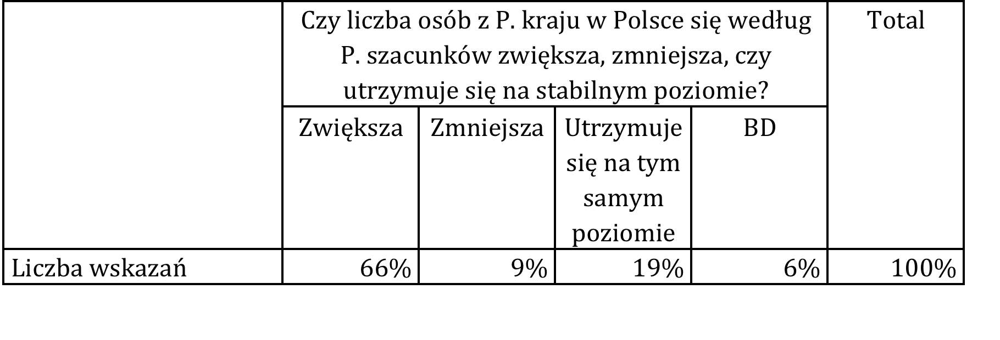 Czy liczba osób z P. kraju w Polsce się według
P. szacunków zwiększa, zmniejsza, czy
utrzymuje się na stabilnym poziomie?
Total
Zwiększa
Zmniejsza
Utrzymuje
się na tym
samym
poziomie
BD
Liczba wskazań 66% 9% 19% 6% 100%